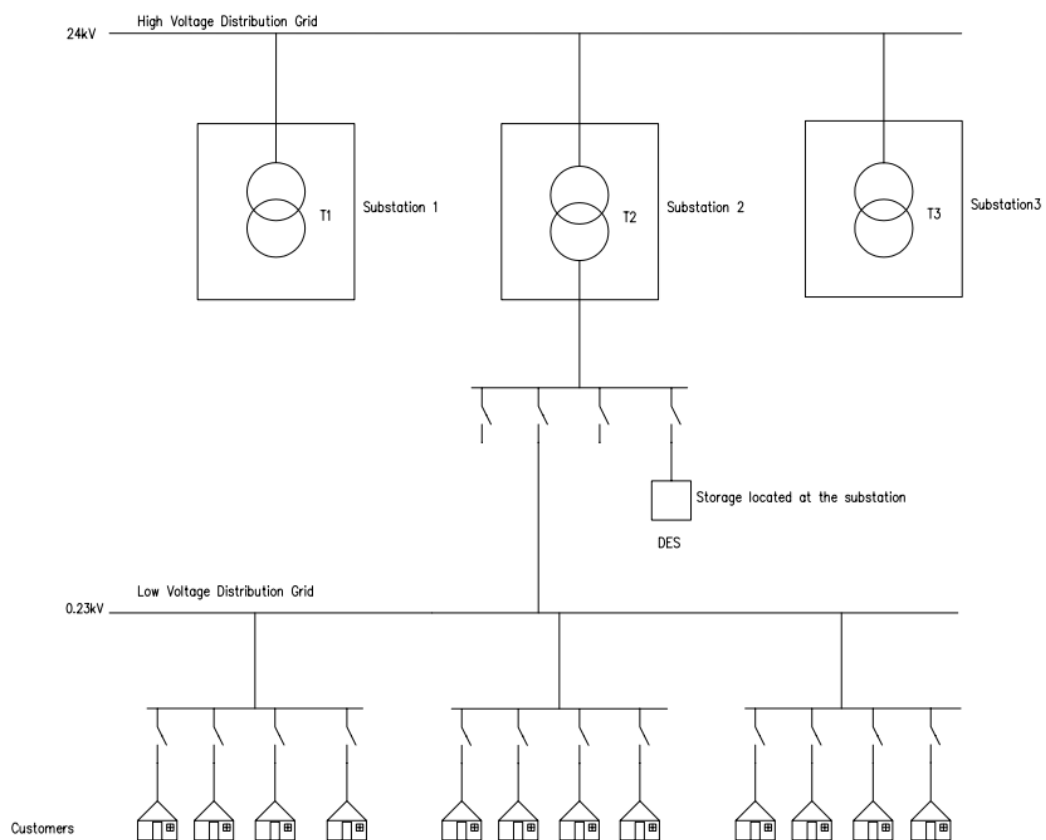 High Voltage Distribution Grid
24kV
T1
Substation 1
T2
Substation 2
T3
Substation3
Storage located at the substation
DES
Low Voltage Distribution Grid
0.23kV
Customers